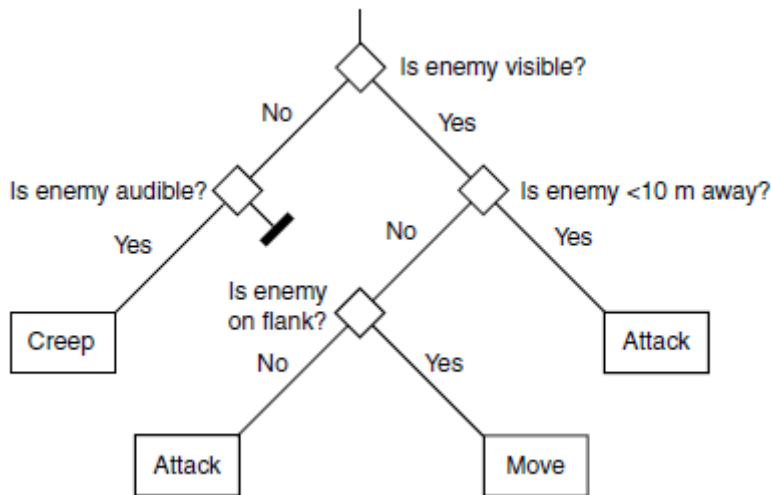 Is enemy visible?
No
Yes
Is enemy audible?
Is enemy <10 m away?
Yes
No
Yes
Is enemy
on flank?
Creep
Attack
No
Yes
Attack
Move